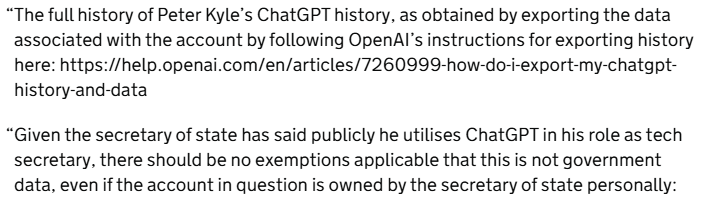 “The full history of Peter Kyle’s ChatGPT history, as obtained by exporting the data
associated with the account by following OpenAI’s instructions for exporting history
here: https://help.openai.com/en/articles/7260999-how-do-i-export-my-chatgpt-
history-and-data
“Given the secretary of state has said publicly he utilises ChatGPT in his role as tech
secretary, there should be no exemptions applicable that this is not government
data, even if the account in question is owned by the secretary of state personally: